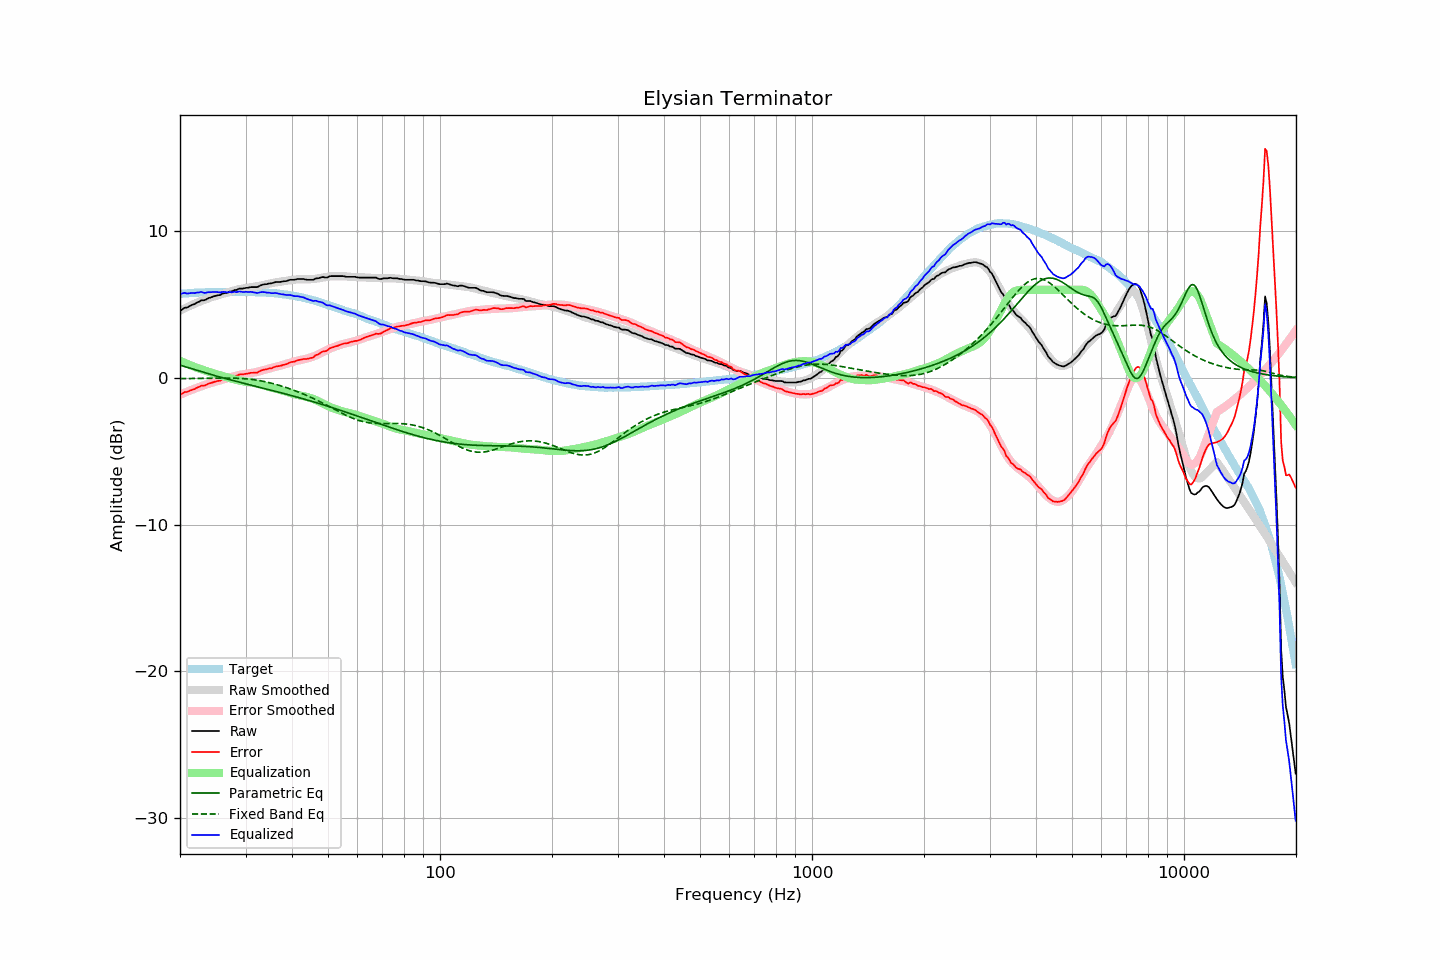 Elysian Terminator
Amplitude (dBr)
10
0
−10
−20
−30
Target
Raw Smoothed
Error Smoothed
Raw
Error
Equalization
Parametric Eq
Fixed Band Eq
Equalized
100
1000
10000
Frequency (Hz)